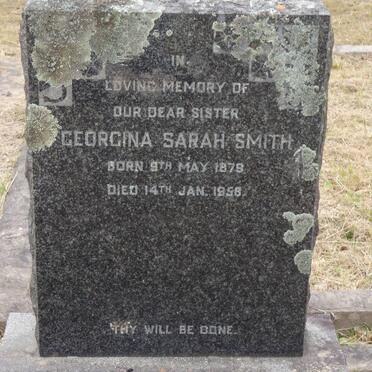 IN
LOVING MEMORY OF
OUR DEAR SISTER
GEORGINA SARAH SMITH
BORN 9TH MAY 1879
DIED 14TH JAN. 1958.
THY WILL BE DONE.